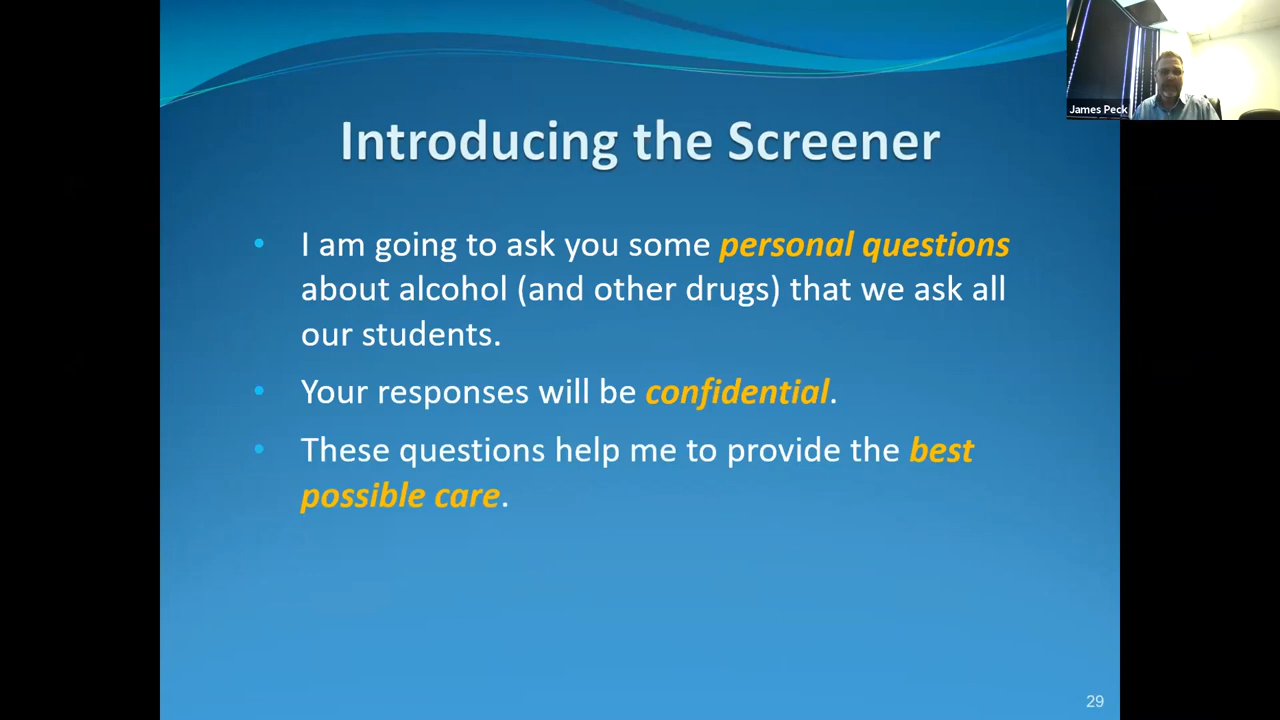 James Peck
Introducing the Screener
• I am going to ask you some personal questions
about alcohol (and other drugs) that we ask all
our students.
• Your responses will be confidential.
• These questions help me to provide the best
possible care.
29